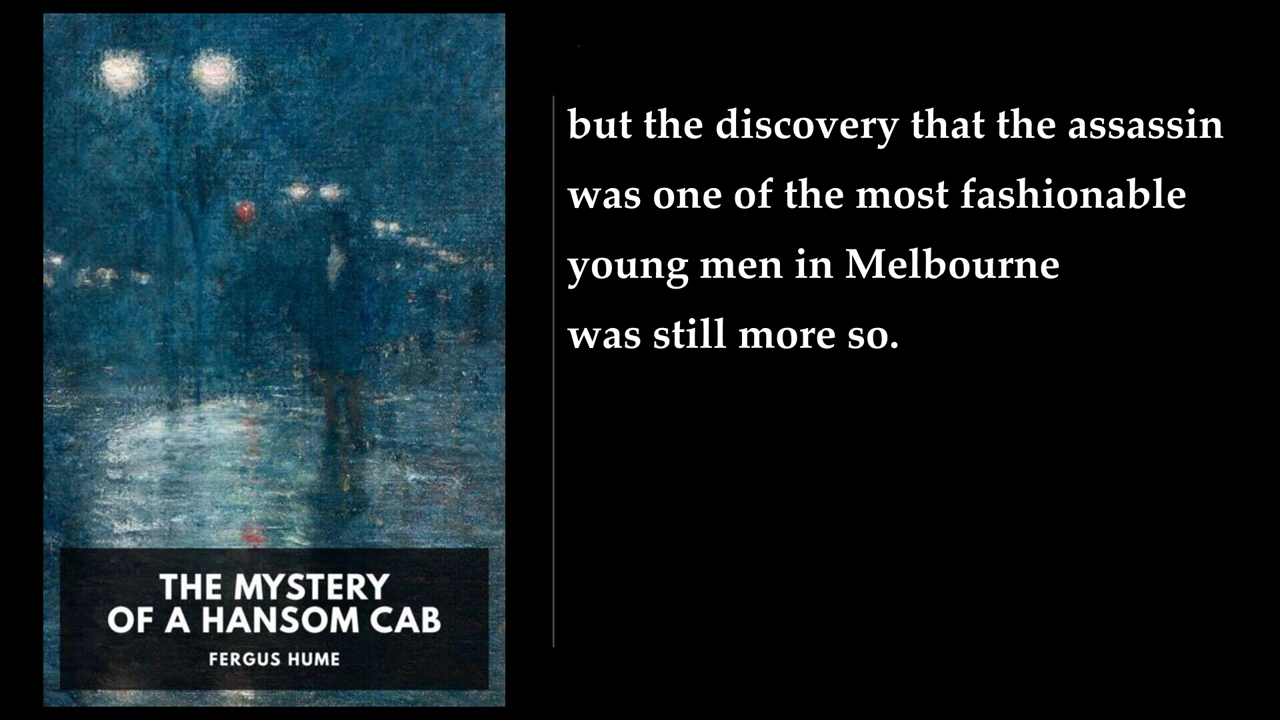 THE MYSTERY
OF A HANSOM CAB
FERGUS HUME
but the discovery that the assassin
was one of the most fashionable
young men in Melbourne
was still more so.